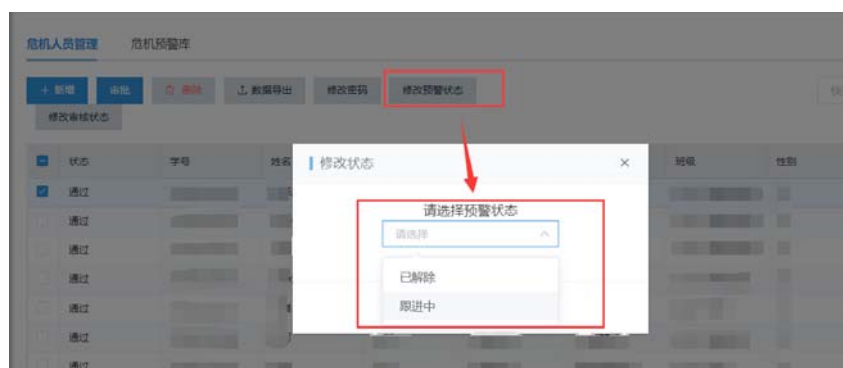 危机人员管理 危机预警库
+ 新增 审批 删除 数据导出 修改密码 修改预警状态
修改审核状态
状态 学号 姓名 班级 性别
修改状态 ×
通过
请选择预警状态
通过
请选择
通过
已解除
通过
跟进中
通过
通过
通过